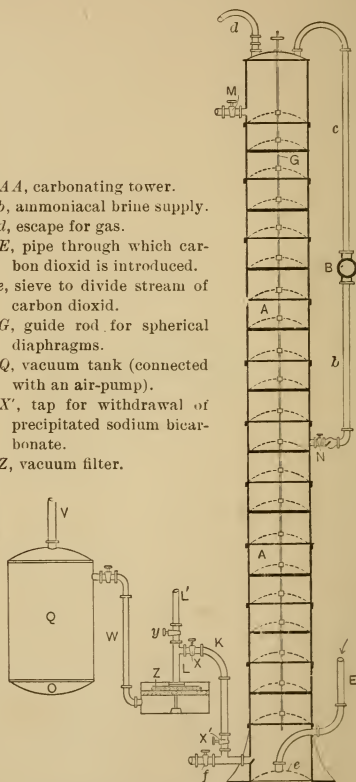 d
M
G
c
AA, carbonating tower.
b, ammoniacal brine supply.
d, escape for gas.
E, pipe through which car-
bon dioxid is introduced.
e, sieve to divide stream of
carbon dioxid.
G, guide rod for spherical
diaphragms.
Q, vacuum tank (connected
with an air-pump).
X', tap for withdrawal of
precipitated sodium bicar-
bonate.
Z, vacuum filter.
B
A
b
N
V
A
Q
L'
W
y
K
X
L
Z
E
O
X'
f
e